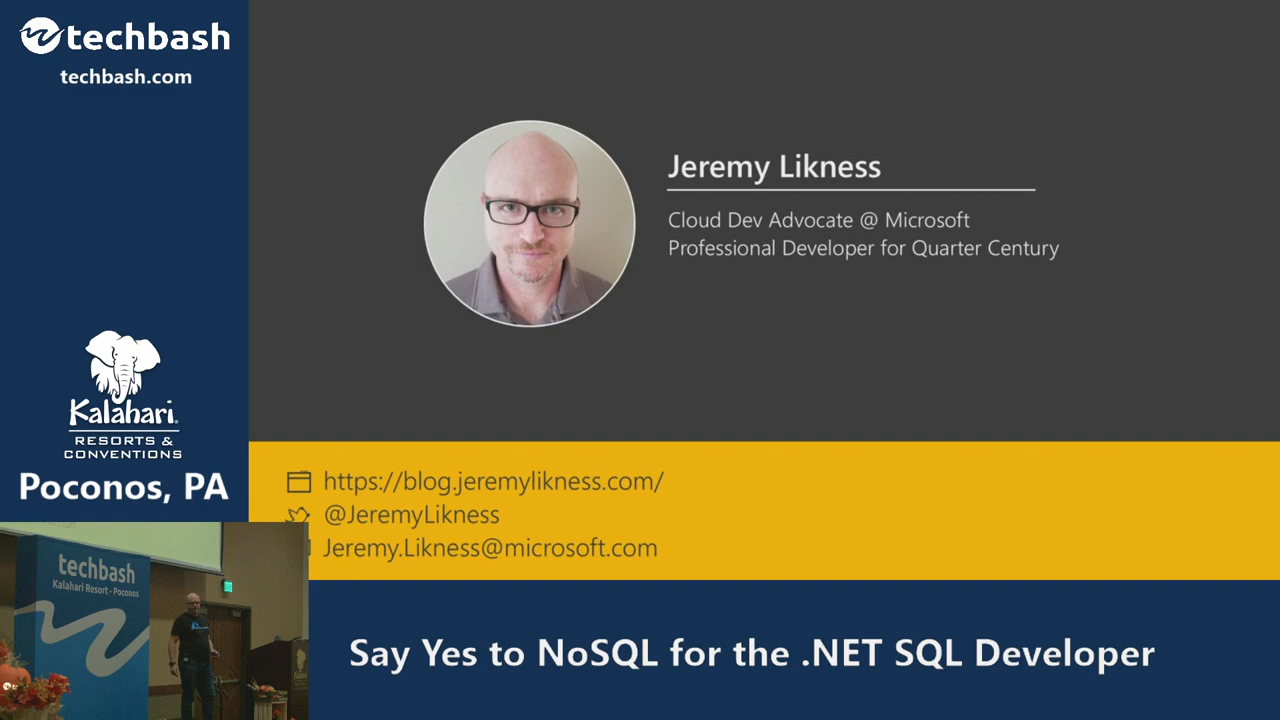 techbash
techbash.com
Jeremy Likness
Cloud Dev Advocate @ Microsoft
Professional Developer for Quarter Century
Kalahari®
RESORTS &
CONVENTIONS
Poconos, PA
https://blog.jeremylikness.com/
@JeremyLikness
Jeremy.Likness@microsoft.com
techbash
Kalahari Resort - Poconos
Say Yes to NoSQL for the .NET SQL Developer